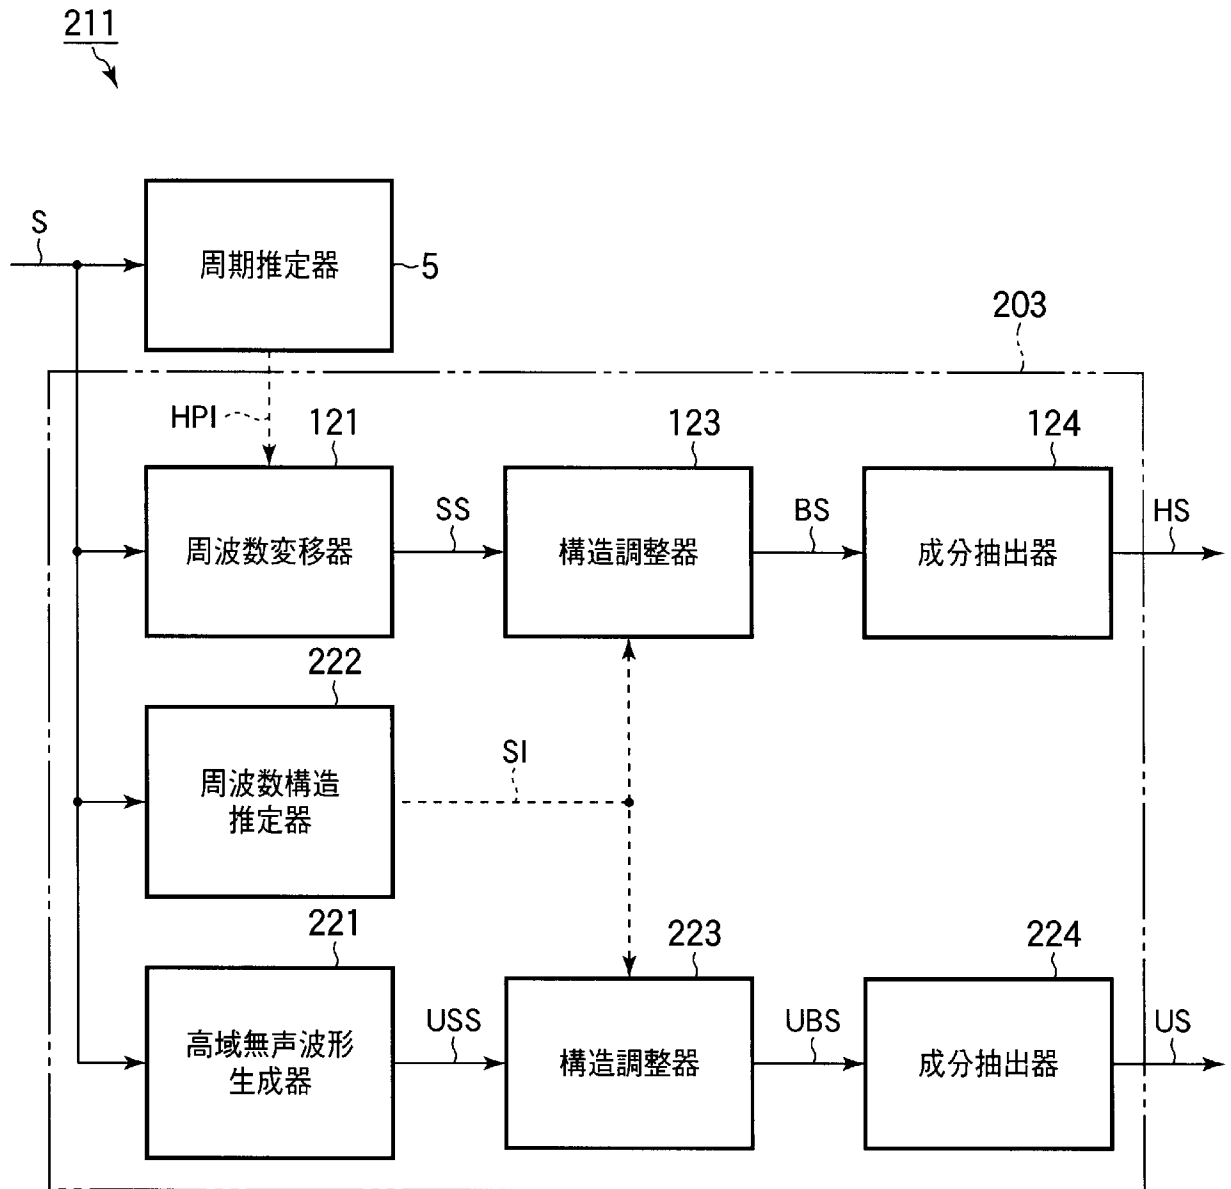 211
S
周期推定器
5
203
HPI
121
123
124
周波数変移器
SS
構造調整器
BS
成分抽出器
HS
222
周波数構造
推定器
SI
221
223
224
高域無声波形
生成器
USS
構造調整器
UBS
成分抽出器
US